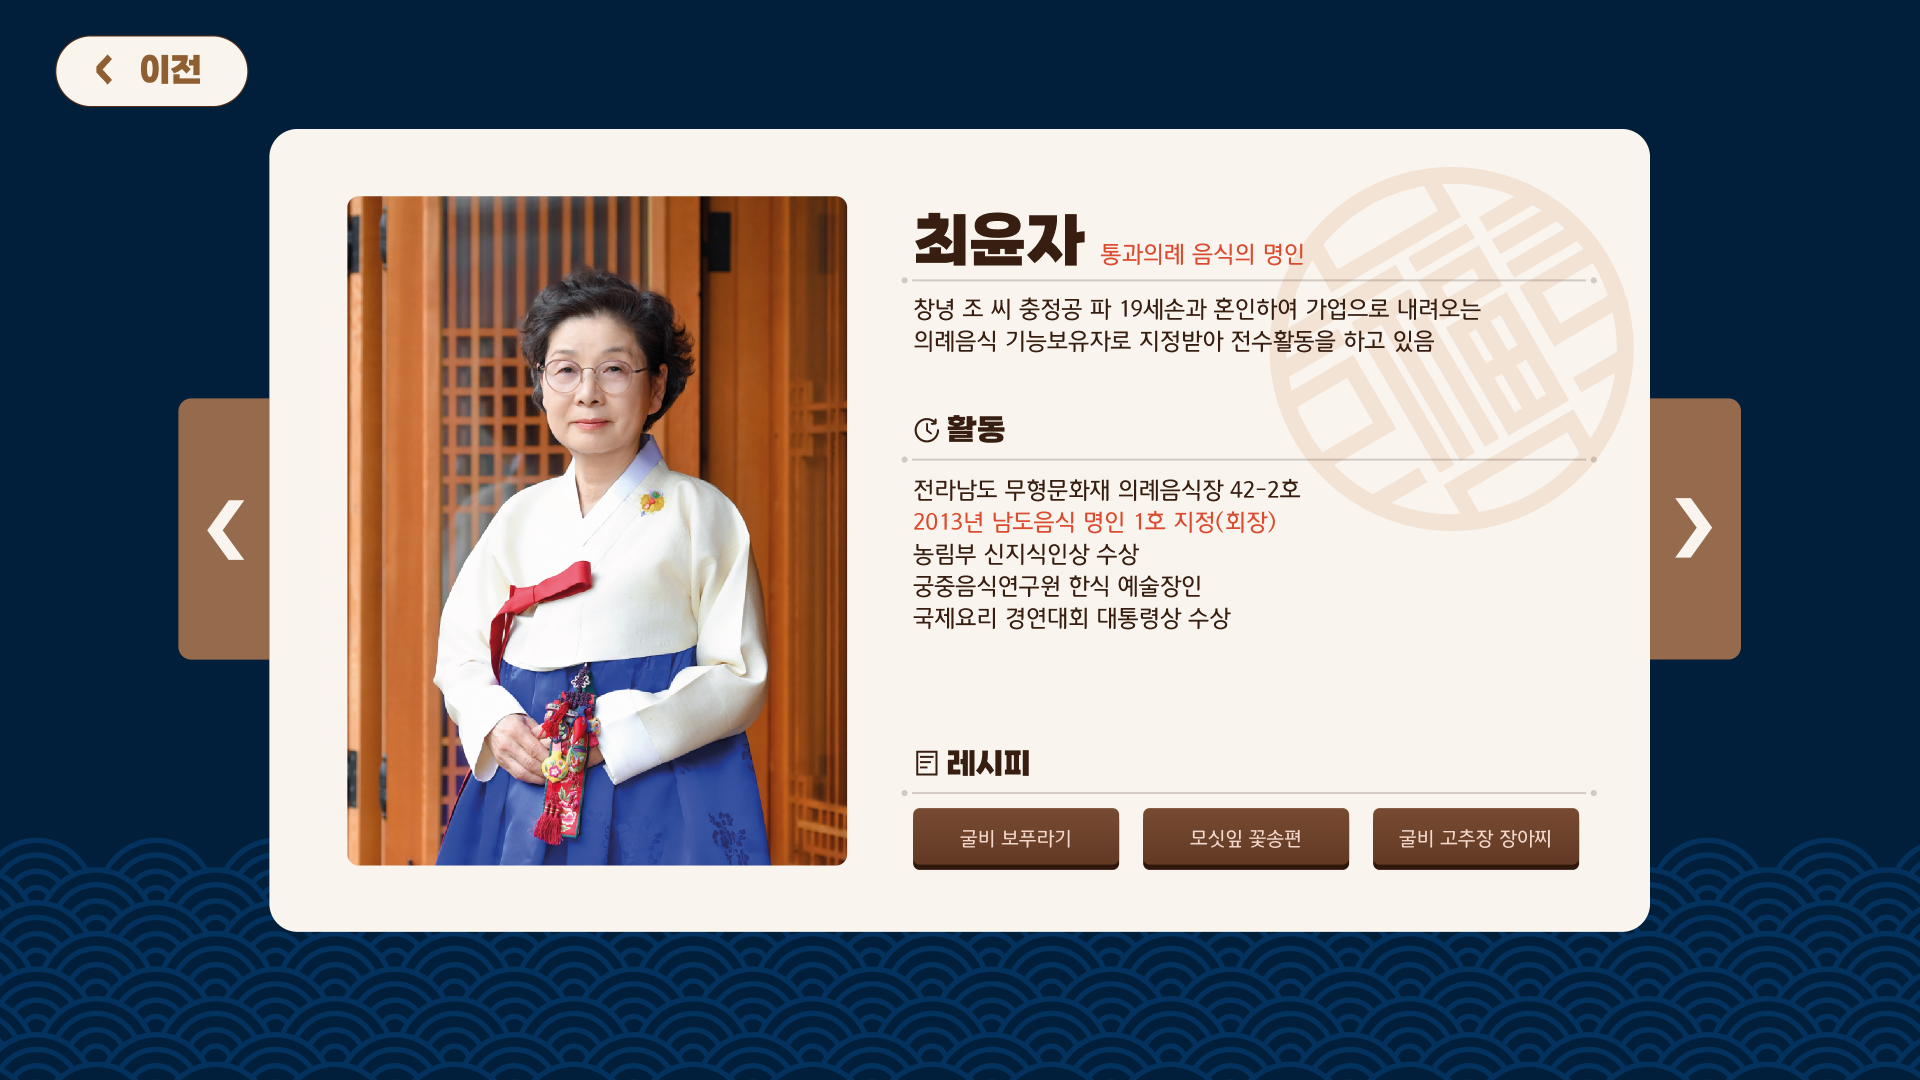 이전
최윤자 통과의례 음식의 명인
창녕 조 씨 충정공 파 19세손과 혼인하여 가업으로 내려오는
의례음식 기능보유자로 지정받아 전수활동을 하고 있음
활동
전라남도 무형문화재 의례음식장 42-2호
2013년 남도음식 명인 1호 지정(회장)
농림부 신지식인상 수상
궁중음식연구원 한식 예술장인
국제요리 경연대회 대통령상 수상
레시피
굴비 보푸라기
모싯잎 꽃송편
굴비 고추장 장아찌